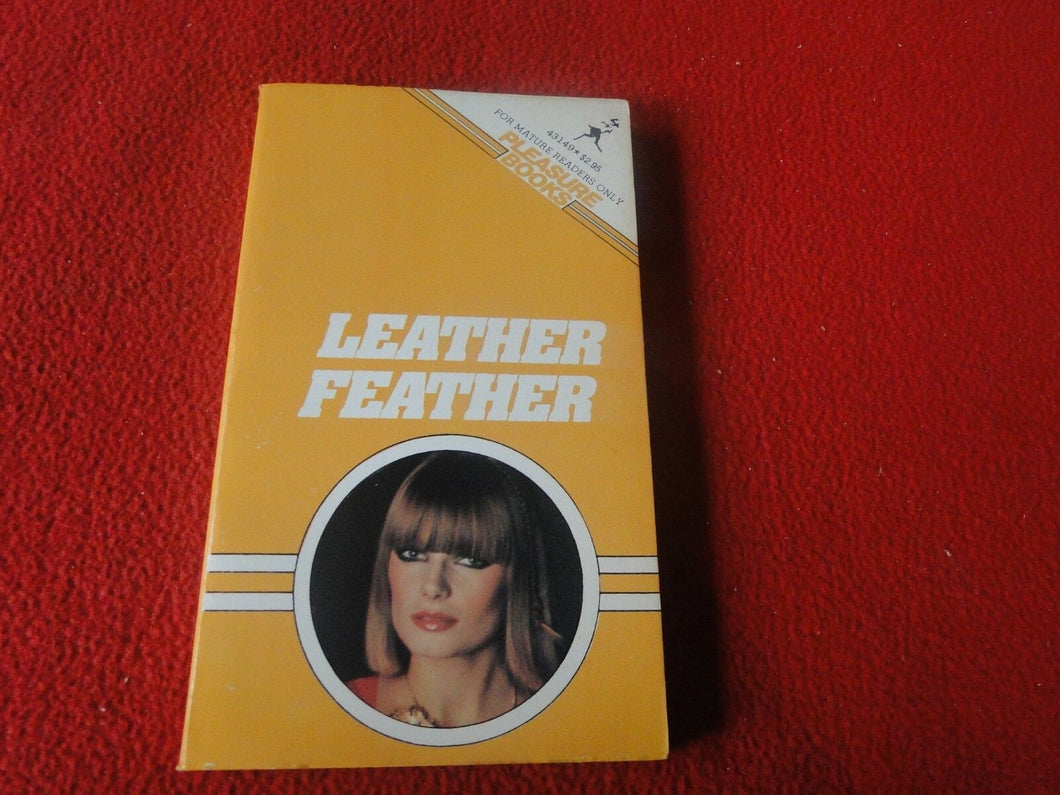 43149★$2.95
FOR MATURE READERS ONLY
PLEASURE
BOOKS
LEATHER
FEATHER